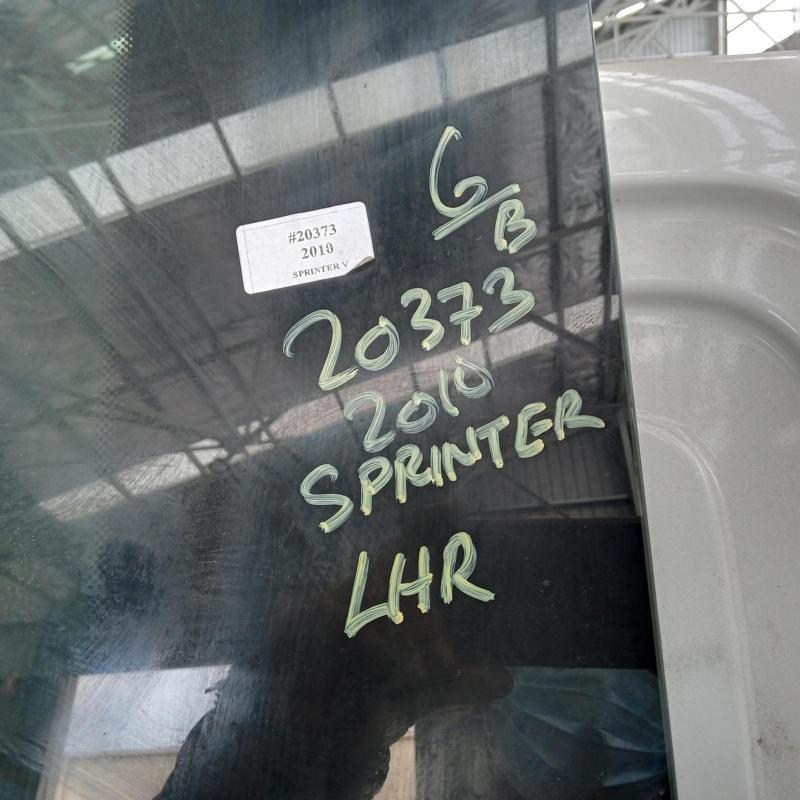 #20373
2010
SPRINTER V
G/B
20373
2010
SPRINTER
LHR